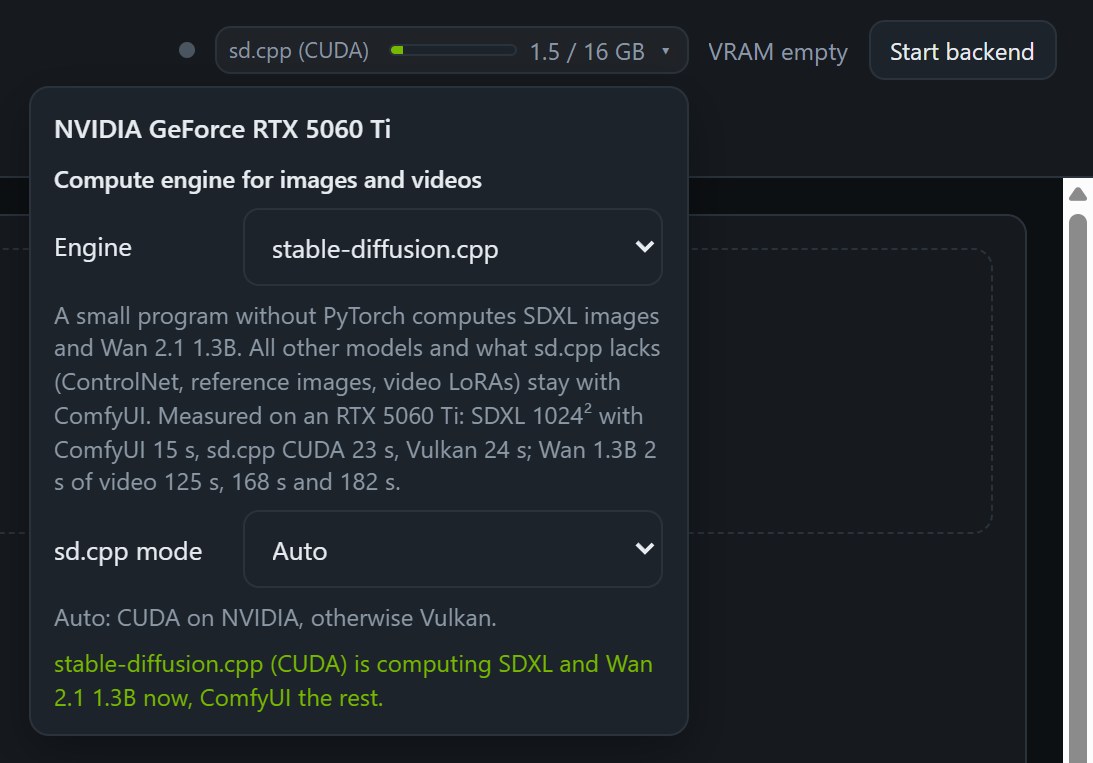 sd.cpp (CUDA) 1.5 / 16 GB ▾ VRAM empty Start backend
NVIDIA GeForce RTX 5060 Ti
Compute engine for images and videos
Engine stable-diffusion.cpp
A small program without PyTorch computes SDXL images
and Wan 2.1 1.3B. All other models and what sd.cpp lacks
(ControlNet, reference images, video LoRAs) stay with
ComfyUI. Measured on an RTX 5060 Ti: SDXL 1024² with
ComfyUI 15 s, sd.cpp CUDA 23 s, Vulkan 24 s; Wan 1.3B 2
s of video 125 s, 168 s and 182 s.
sd.cpp mode Auto
Auto: CUDA on NVIDIA, otherwise Vulkan.
stable-diffusion.cpp (CUDA) is computing SDXL and Wan
2.1 1.3B now, ComfyUI the rest.